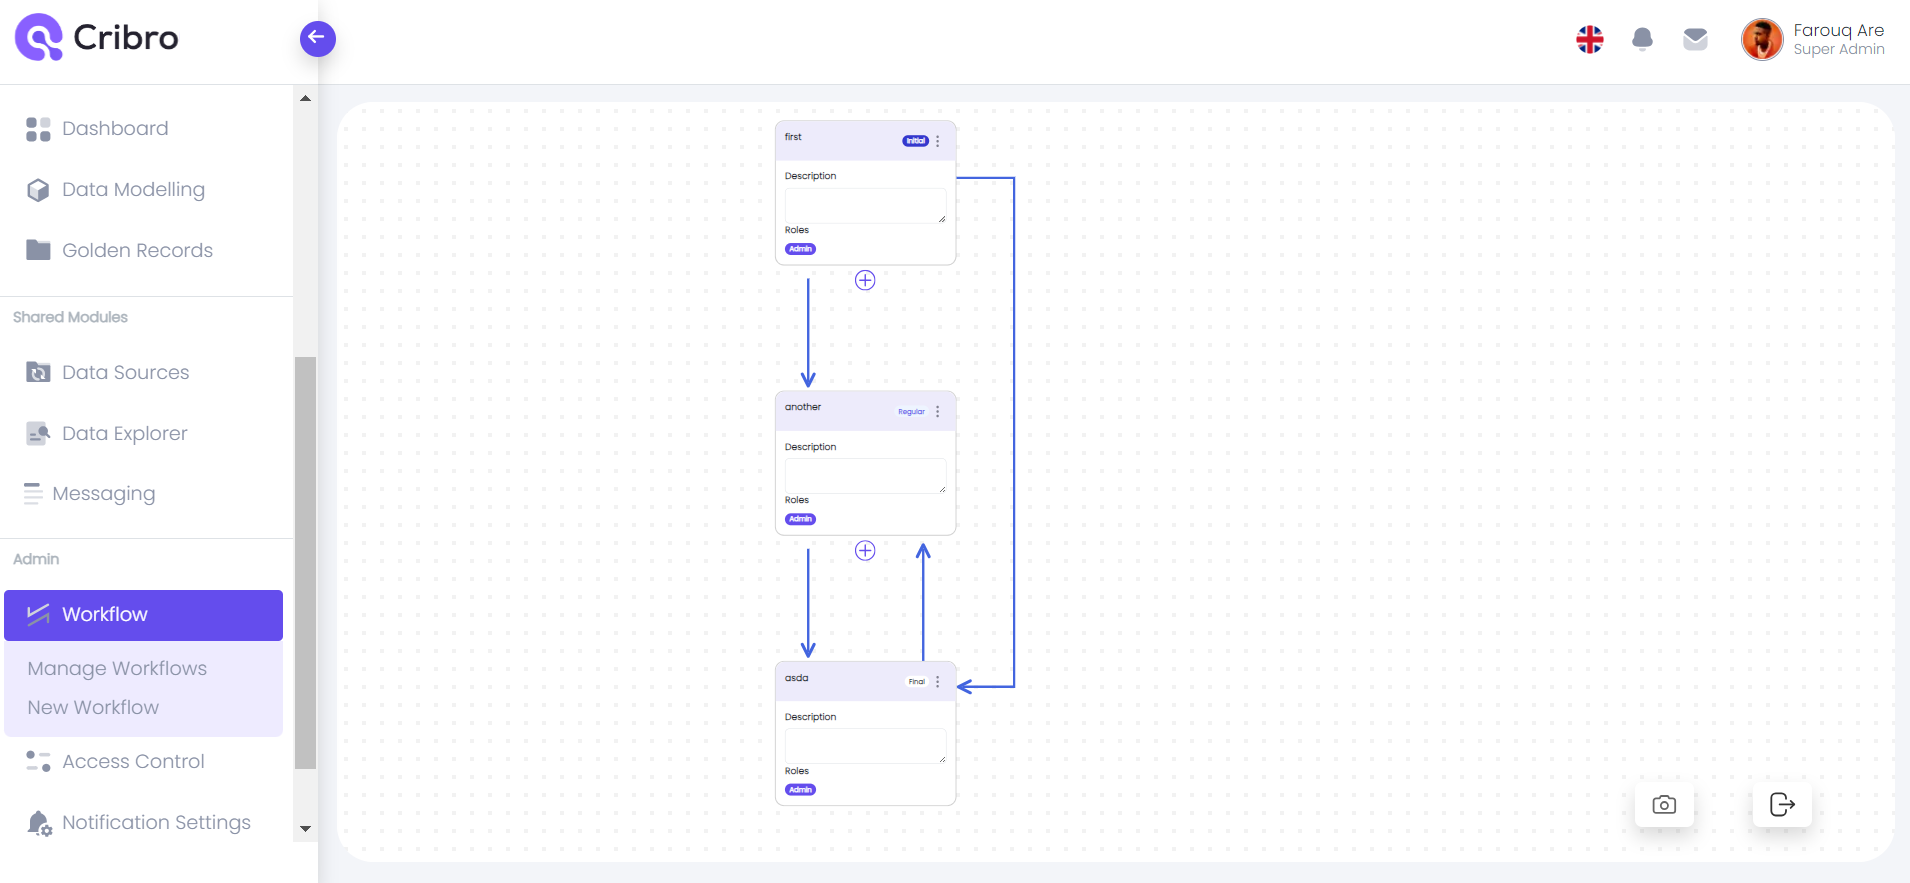 Cribro
Farouq Are
Super Admin
Dashboard
Data Modelling
Golden Records
Shared Modules
Data Sources
Data Explorer
Messaging
Admin
Workflow
Manage Workflows
New Workflow
Access Control
Notification Settings
first
Initial
Description
Roles
Admin
another
Regular
Description
Roles
Admin
asda
Final
Description
Roles
Admin